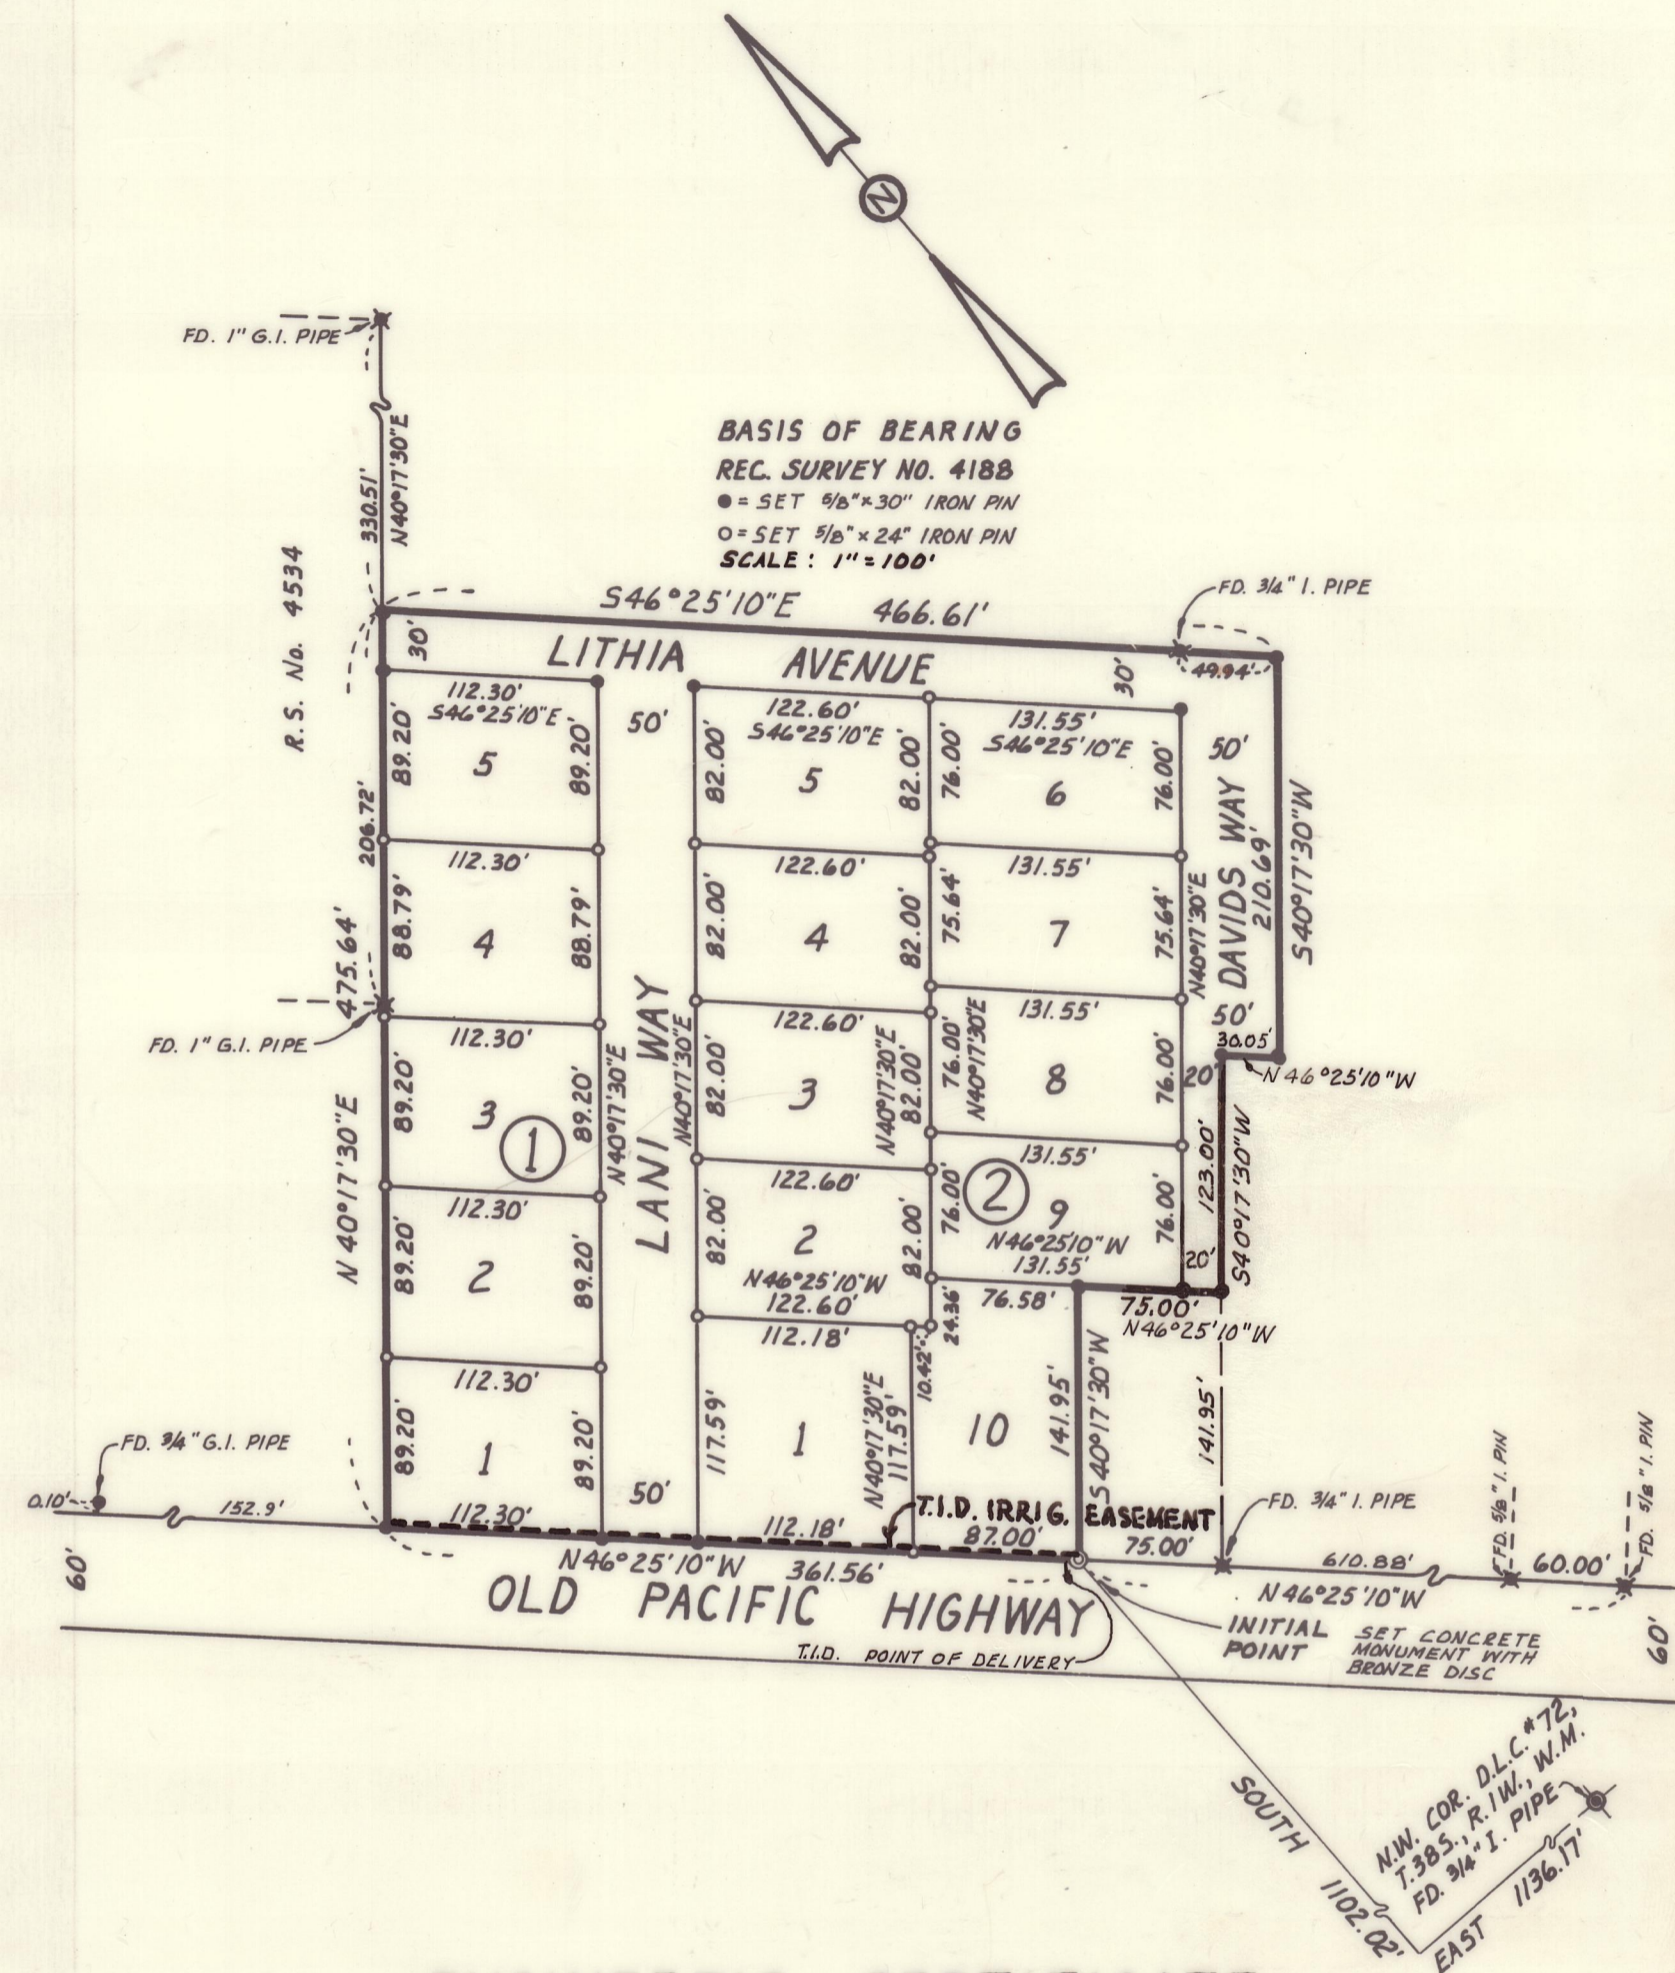 N
FD. 1" G.I. PIPE
BASIS OF BEARING
REC. SURVEY NO. 4188
● = SET 5/8" x 30" IRON PIN
○ = SET 5/8" x 24" IRON PIN
SCALE : 1" = 100'
330.51'
N40°17'30"E
R.S. No. 4534
S46°25'10"E 466.61'
FD. 3/4" I. PIPE
30'
LITHIA AVENUE
30'
49.94'
112.30'
S46°25'10"E
50'
122.60'
S46°25'10"E
131.55'
S46°25'10"E
50'
89.20'
5
89.20'
82.00'
5
82.00'
76.00'
6
76.00'
206.72'
112.30'
122.60'
131.55'
DAVIDS WAY
210.69'
S40°17'30"W
N40°17'30"E
88.79'
4
88.79'
82.00'
4
82.00'
75.64'
7
75.64'
475.64'
FD. 1" G.I. PIPE
112.30'
122.60'
131.55'
50'
30.05'
N46°25'10"W
20'
N40°17'30"E
89.20'
3
89.20'
1
N40°17'30"E
LANI WAY
N40°17'30"E
82.00'
3
N40°17'30"E
82.00'
76.00'
N40°17'30"E
8
76.00'
112.30'
122.60'
2
131.55'
123.00'
S40°17'30"W
89.20'
2
89.20'
82.00'
2
82.00'
76.00'
9
76.00'
N46°25'10"W
131.55'
20'
N46°25'10"W
122.60'
76.58'
75.00'
N46°25'10"W
24.36'
112.18'
10.42'
112.30'
89.20'
1
89.20'
117.59'
1
N40°17'30"E
117.59'
10
141.95'
S40°17'30"W
141.95'
FD. 3/4" G.I. PIPE
0.10'
152.9'
112.30'
50'
112.18'
T.I.D. IRRIG. EASEMENT
87.00'
75.00'
FD. 3/4" I. PIPE
610.88'
FD. 5/8" I. PIN
60.00'
FD. 5/8" I. PIN
60'
N46°25'10"W 361.56'
N46°25'10"W
OLD PACIFIC HIGHWAY
T.I.D. POINT OF DELIVERY
INITIAL
POINT
SET CONCRETE
MONUMENT WITH
BRONZE DISC
60'
SOUTH 1102.02'
N.W. COR. D.L.C. #72,
T.38S., R.1W., W.M.
FD. 3/4" I. PIPE
EAST 1136.17'